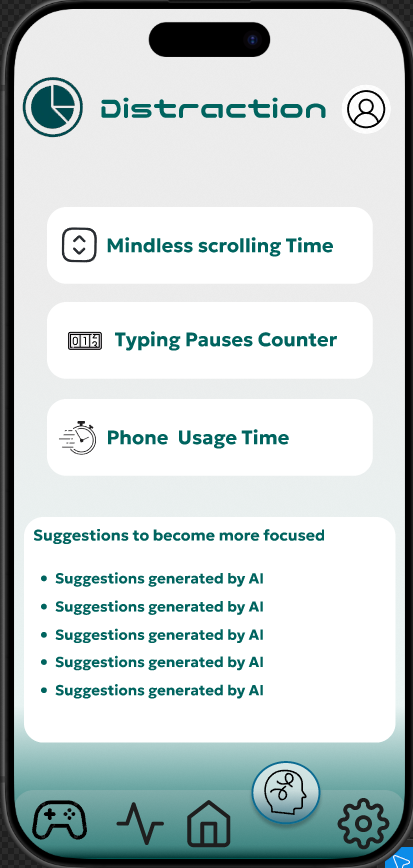 Distraction
Mindless scrolling Time
012
Typing Pauses Counter
Phone Usage Time
Suggestions to become more focused
• Suggestions generated by AI
• Suggestions generated by AI
• Suggestions generated by AI
• Suggestions generated by AI
• Suggestions generated by AI